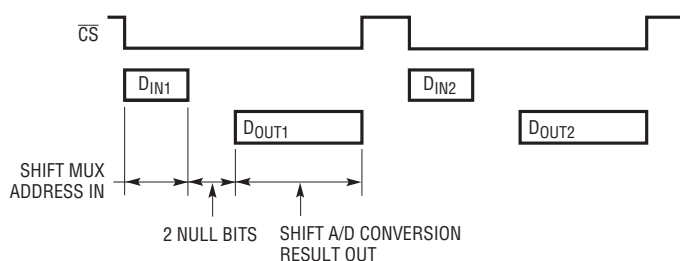 CS
DIN1
DIN2
DOUT1
DOUT2
SHIFT MUX
ADDRESS IN
2 NULL BITS
SHIFT A/D CONVERSION
RESULT OUT